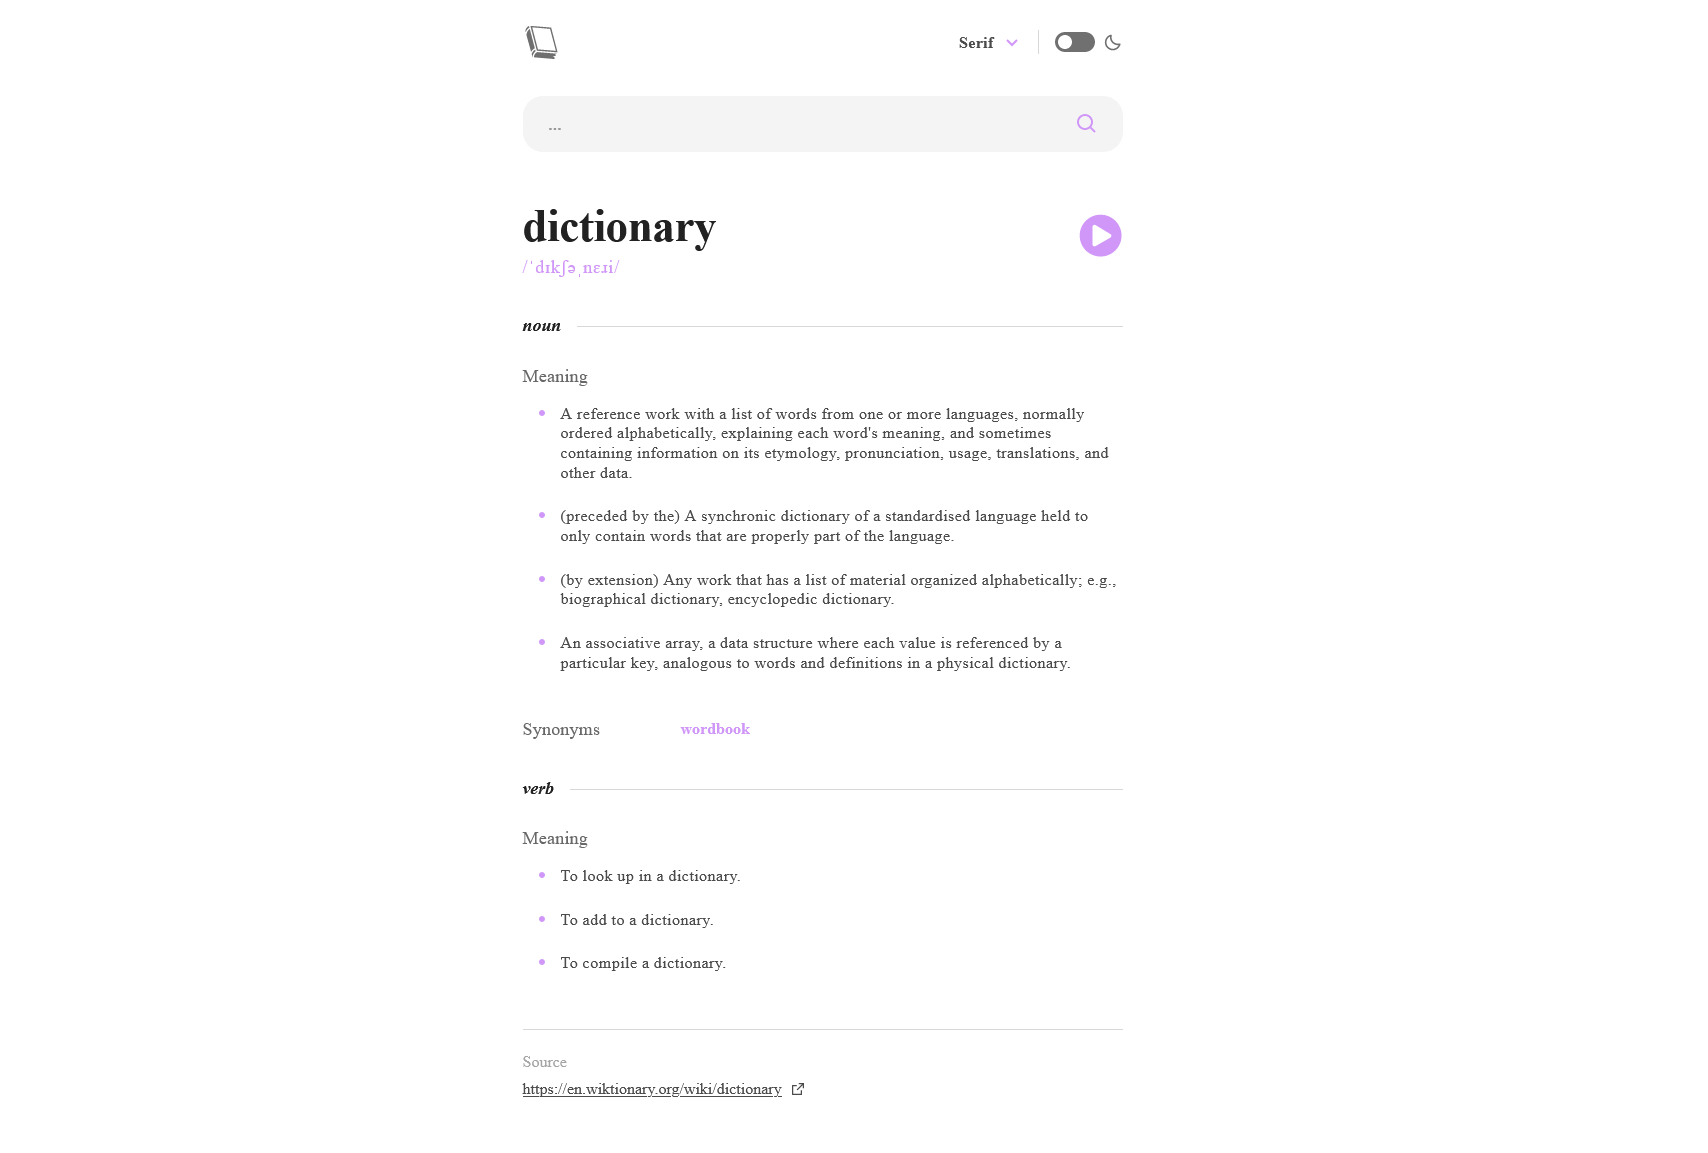 Serif
...
dictionary
/ˈdɪkʃəˌnɛɹi/
noun
Meaning
A reference work with a list of words from one or more languages, normally
ordered alphabetically, explaining each word's meaning, and sometimes
containing information on its etymology, pronunciation, usage, translations, and
other data.
(preceded by the) A synchronic dictionary of a standardised language held to
only contain words that are properly part of the language.
(by extension) Any work that has a list of material organized alphabetically; e.g.,
biographical dictionary, encyclopedic dictionary.
An associative array, a data structure where each value is referenced by a
particular key, analogous to words and definitions in a physical dictionary.
Synonyms wordbook
verb
Meaning
To look up in a dictionary.
To add to a dictionary.
To compile a dictionary.
Source
https://en.wiktionary.org/wiki/dictionary